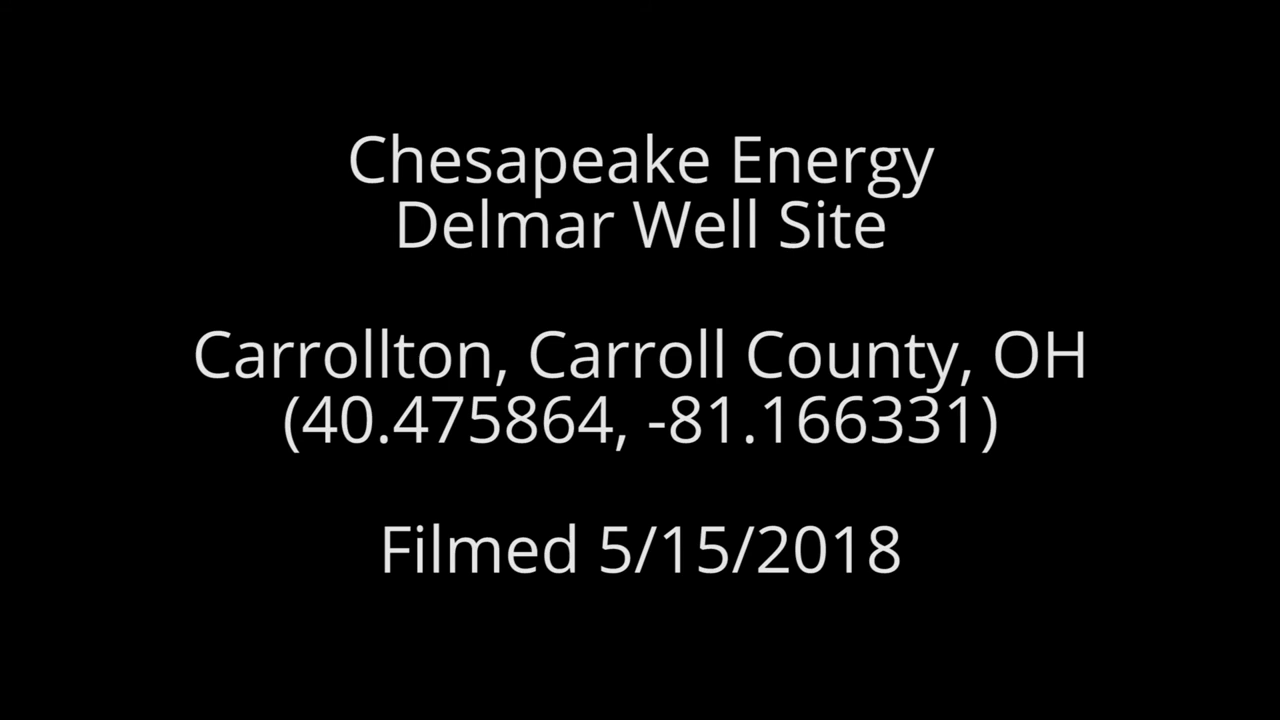 Chesapeake Energy
Delmar Well Site
Carrollton, Carroll County, OH
(40.475864, -81.166331)
Filmed 5/15/2018